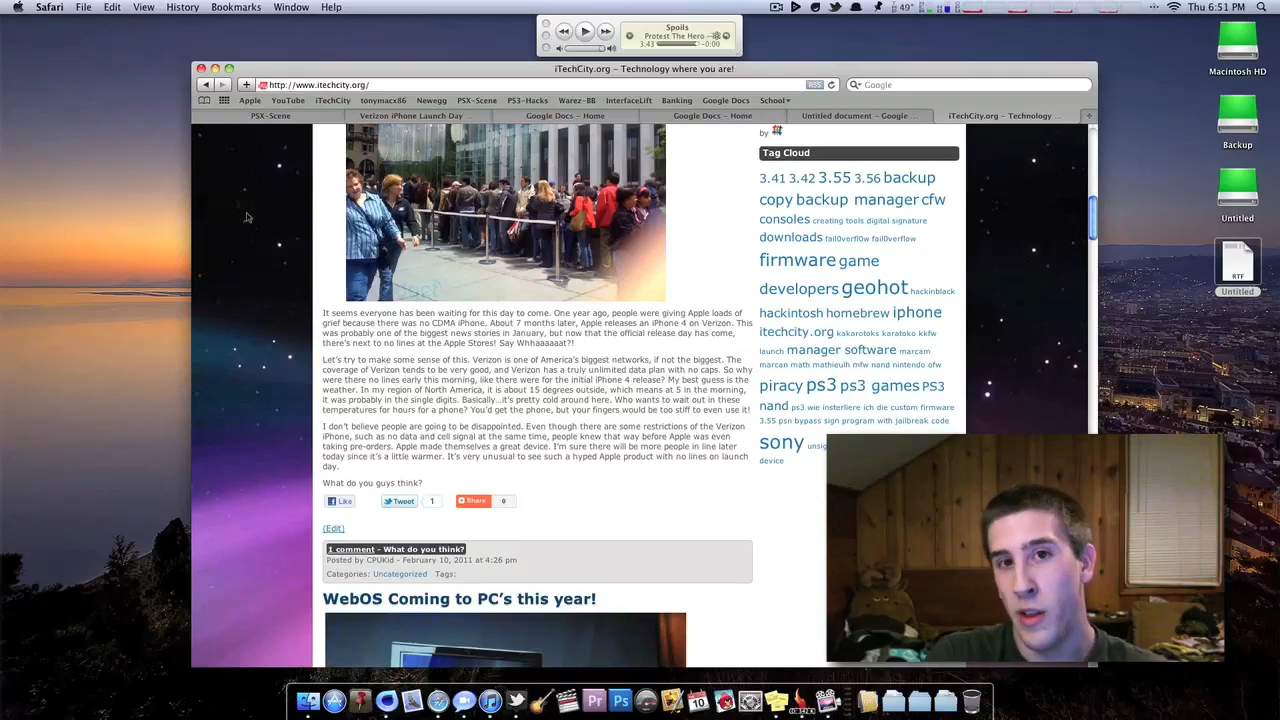 Safari File Edit View History Bookmarks Window Help
49° Thu 6:51 PM
Spoils
Protest The Hero
3:43 -0:00
Macintosh HD
Backup
Untitled
RTF
Untitled
iTechCity.org – Technology where you are!
http://www.itechcity.org/ RSS Google
Apple YouTube iTechCity tonymacx86 Newegg PSX-Scene PS3-Hacks Warez-BB InterfaceLift Banking Google Docs School
PSX-Scene Verizon iPhone Launch Day ... Google Docs - Home Google Docs - Home Untitled document - Google ... iTechCity.org – Technology ...
It seems everyone has been waiting for this day to come. One year ago, people were giving Apple loads of
grief because there was no CDMA iPhone. About 7 months later, Apple releases an iPhone 4 on Verizon. This
was probably one of the biggest news stories in January, but now that the official release day has come,
there's next to no lines at the Apple Stores! Say Whhaaaaaat?!
Let's try to make some sense of this. Verizon is one of America's biggest networks, if not the biggest. The
coverage of Verizon tends to be very good, and Verizon has a truly unlimited data plan with no caps. So why
were there no lines early this morning, like there were for the initial iPhone 4 release? My best guess is the
weather. In my region of North America, it is about 15 degrees outside, which means at 5 in the morning,
it was probably in the single digits. Basically...it's pretty cold around here. Who wants to wait out in these
temperatures for hours for a phone? You'd get the phone, but your fingers would be too stiff to even use it!
I don't believe people are going to be disappointed. Even though there are some restrictions of the Verizon
iPhone, such as no data and cell signal at the same time, people knew that way before Apple was even
taking pre-orders. Apple made themselves a great device. I'm sure there will be more people in line later
today since it's a little warmer. It's very unusual to see such a hyped Apple product with no lines on launch
day.
What do you guys think?
Like Tweet 1 Share 0
(Edit)
1 comment - What do you think?
Posted by CPUKid - February 10, 2011 at 4:26 pm
Categories: Uncategorized Tags:
WebOS Coming to PC's this year!
by
Tag Cloud
3.41 3.42 3.55 3.56 backup
copy backup manager cfw
consoles creating tools digital signature
downloads fail0verfl0w fail0verflow
firmware game
developers geohot hackinblack
hackintosh homebrew iphone
itechcity.org kakarotoks karatoko kkfw
launch manager software marcam
marcan math mathieulh mfw nand nintendo ofw
piracy ps3 ps3 games PS3
nand ps3 wie insterliere ich die custom firmware
3.55 psn bypass sign program with jailbreak code
sony
device
10
Pr Ps